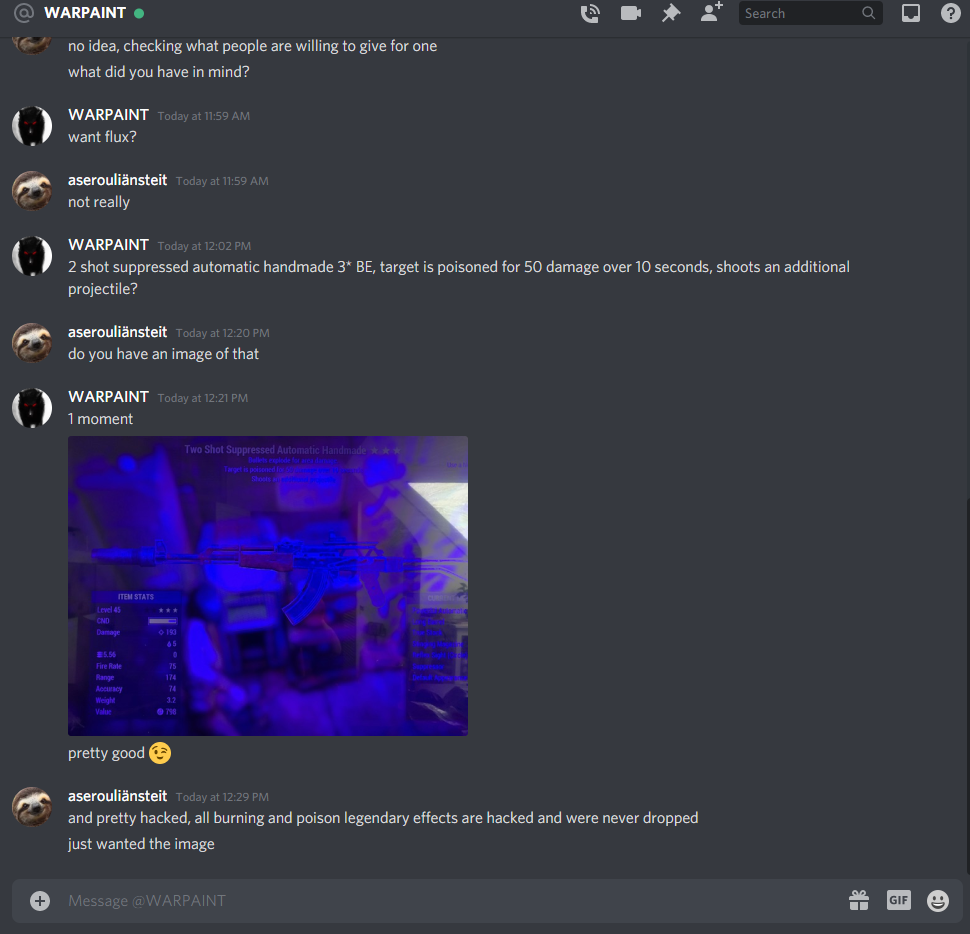 WARPAINT
Search
no idea, checking what people are willing to give for one
what did you have in mind?
WARPAINT Today at 11:59 AM
want flux?
aserouliänsteit Today at 11:59 AM
not really
WARPAINT Today at 12:02 PM
2 shot suppressed automatic handmade 3* BE, target is poisoned for 50 damage over 10 seconds, shoots an additional
projectile?
aserouliänsteit Today at 12:20 PM
do you have an image of that
WARPAINT Today at 12:21 PM
1 moment
Two Shot Suppressed Automatic Handmade ★ ★ ★
Bullets explode for area damage
Target is poisoned
ITEM STATS
Level 45 ★ ★ ★
CND
Damage 193
5
5.56 0
Fire Rate 75
Range 174
Accuracy 74
Weight 3.2
Value 798
pretty good 😉
aserouliänsteit Today at 12:29 PM
and pretty hacked, all burning and poison legendary effects are hacked and were never dropped
just wanted the image
Message @WARPAINT
GIF